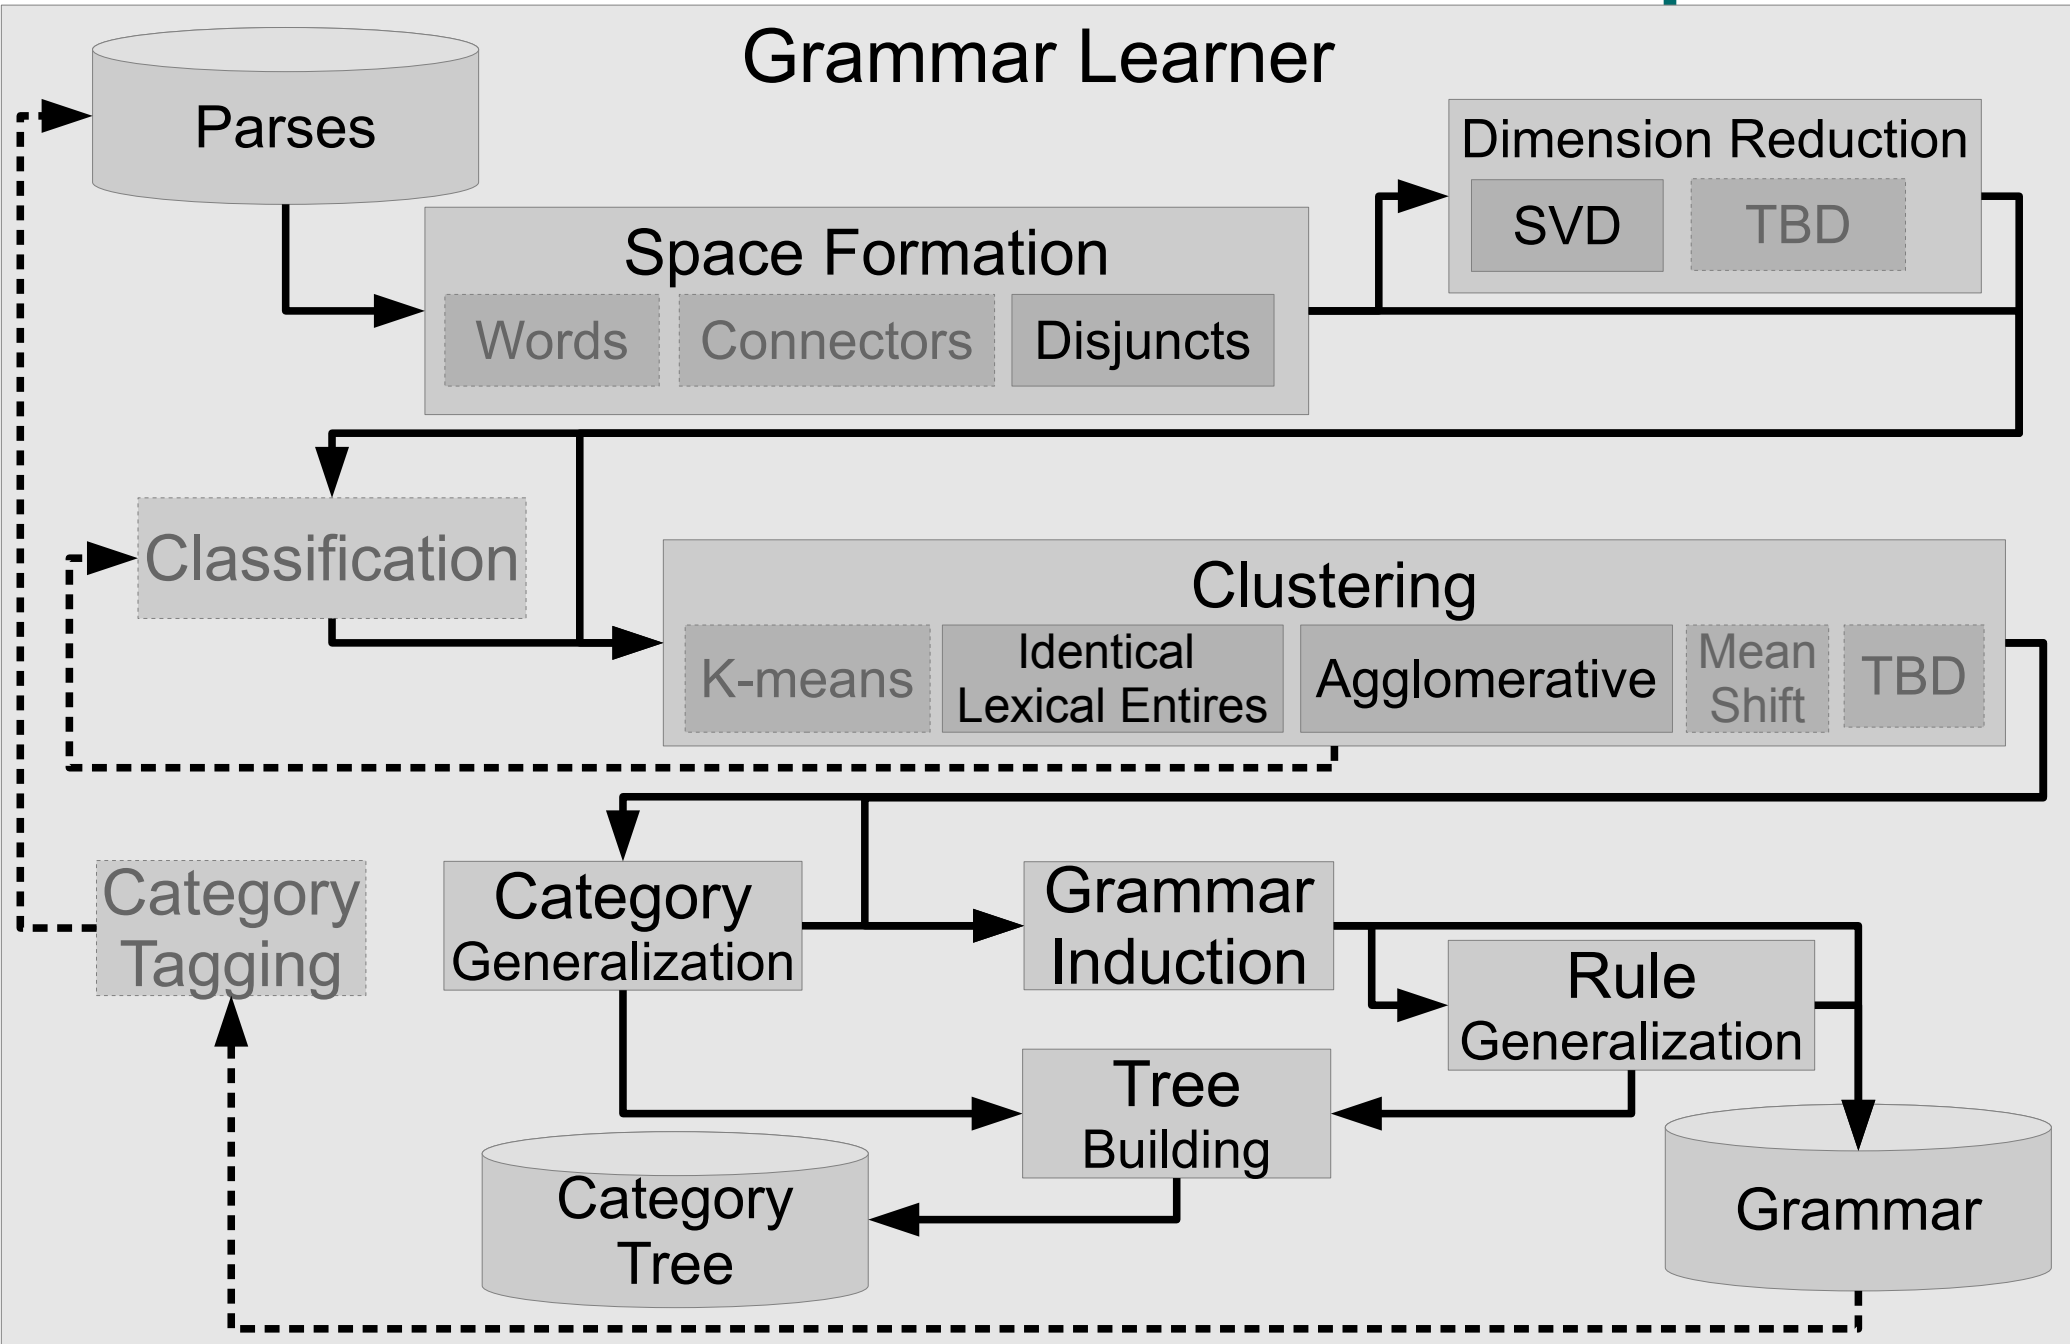 Grammar Learner
Parses
Dimension Reduction
SVD
TBD
Space Formation
Words
Connectors
Disjuncts
Classification
Clustering
K-means
Identical
Lexical Entires
Agglomerative
Mean
Shift
TBD
Category
Tagging
Category
Generalization
Grammar
Induction
Rule
Generalization
Tree
Building
Category
Tree
Grammar